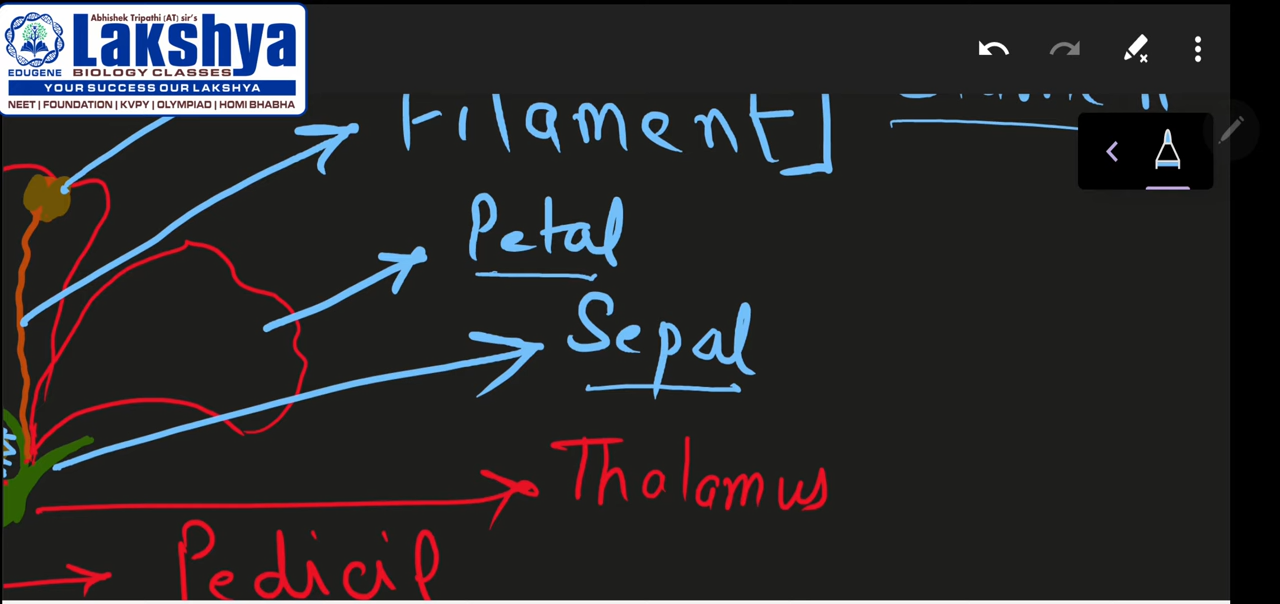 Abhishek Tripathi (AT) sir's
Lakshya
EDUGENE
BIOLOGY CLASSES
YOUR SUCCESS OUR LAKSHYA
NEET | FOUNDATION | KVPY | OLYMPIAD | HOMI BHABHA
Filament]
Petal
Sepal
Thalamus
Pedicil